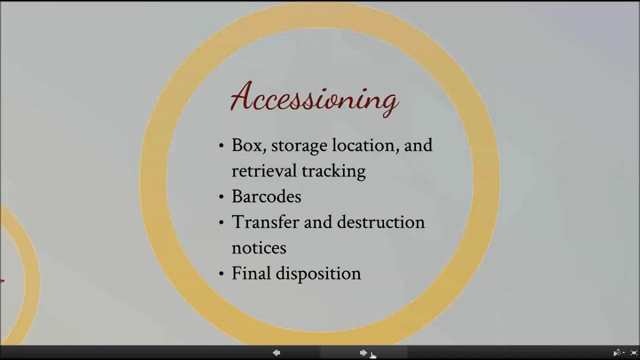 Accessioning
• Box, storage location, and
retrieval tracking
• Barcodes
• Transfer and destruction
notices
• Final disposition